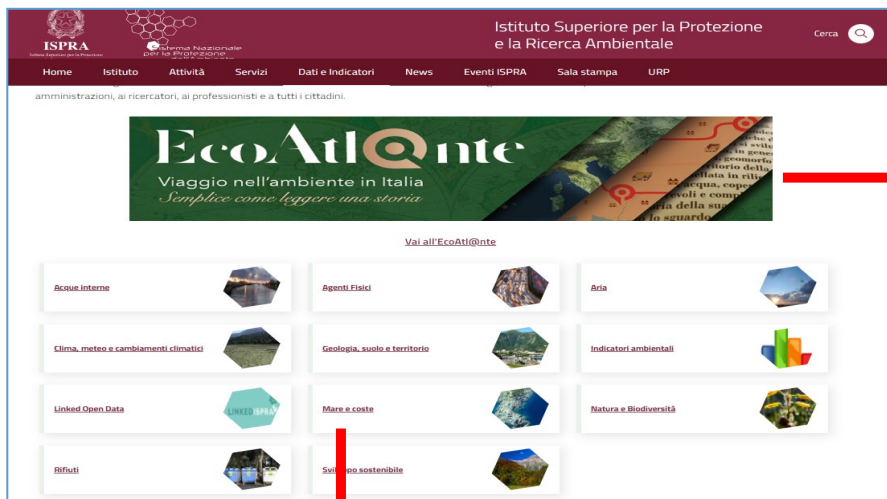 ISPRA
Sistema Nazionale
per la Protezione
dell'Ambiente
Istituto Superiore per la Protezione
e la Ricerca Ambientale
Cerca
Home Istituto Attività Servizi Dati e Indicatori News Eventi ISPRA Sala stampa URP
amministrazioni, ai ricercatori, ai professionisti e a tutti i cittadini.
EcoAtl@nte
Viaggio nell'ambiente in Italia
Semplice come leggere una storia
Vai all'EcoAtl@nte
Acque interne
Agenti Fisici
Aria
Clima, meteo e cambiamenti climatici
Geologia, suolo e territorio
Indicatori ambientali
Linked Open Data
LINKED ISPRA
Mare e coste
Natura e Biodiversità
Rifiuti
Sviluppo sostenibile